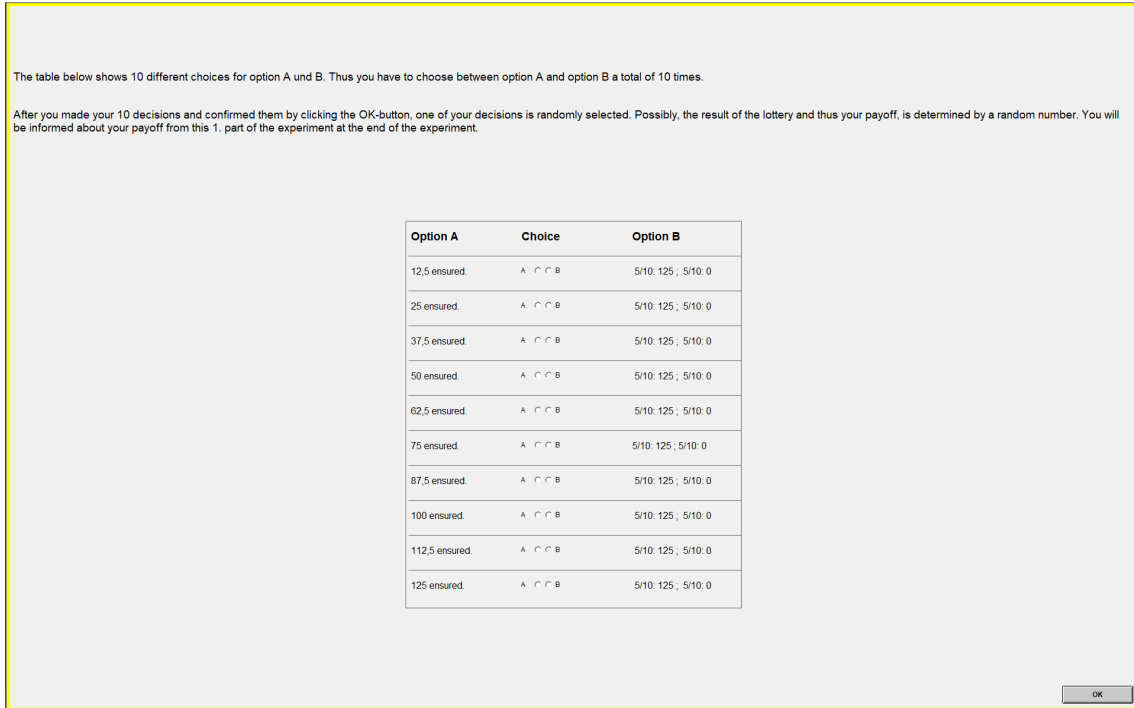 The table below shows 10 different choices for option A und B. Thus you have to choose between option A and option B a total of 10 times.
After you made your 10 decisions and confirmed them by clicking the OK-button, one of your decisions is randomly selected. Possibly, the result of the lottery and thus your payoff, is determined by a random number. You will
be informed about your payoff from this 1. part of the experiment at the end of the experiment.
Option A Choice Option B
12,5 ensured. A B 5/10: 125 ; 5/10: 0
25 ensured. A B 5/10: 125 ; 5/10: 0
37,5 ensured. A B 5/10: 125 ; 5/10: 0
50 ensured. A B 5/10: 125 ; 5/10: 0
62,5 ensured. A B 5/10: 125 ; 5/10: 0
75 ensured. A B 5/10: 125 ; 5/10: 0
87,5 ensured. A B 5/10: 125 ; 5/10: 0
100 ensured. A B 5/10: 125 ; 5/10: 0
112,5 ensured. A B 5/10: 125 ; 5/10: 0
125 ensured. A B 5/10: 125 ; 5/10: 0
OK